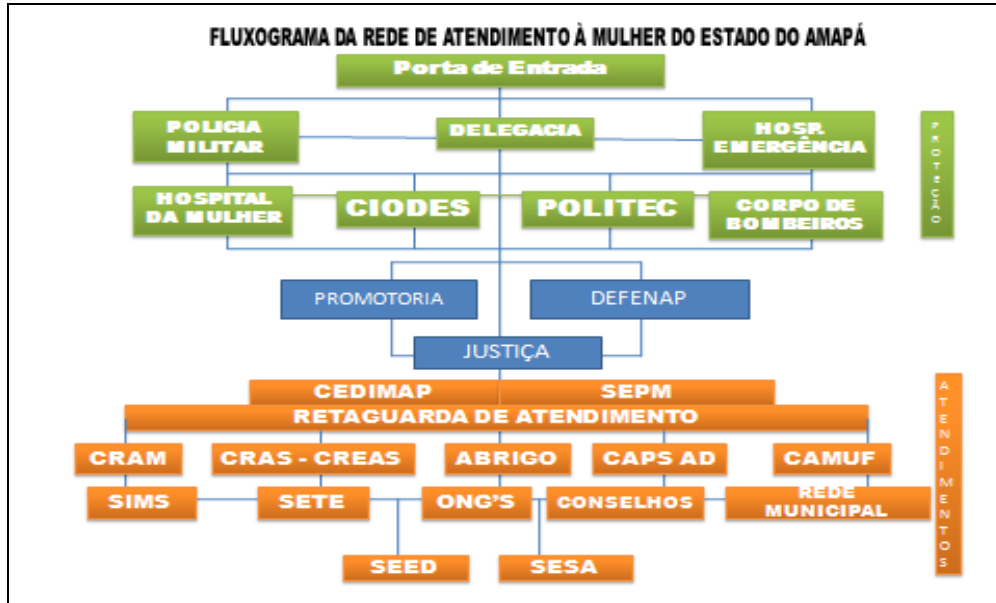 FLUXOGRAMA DA REDE DE ATENDIMENTO À MULHER DO ESTADO DO AMAPÁ
Porta de Entrada
POLICIA
MILITAR
DELEGACIA
HOSP.
EMERGÊNCIA
PROTEÇÃO
HOSPITAL
DA MULHER
CIODES
POLITEC
CORPO DE
BOMBEIROS
PROMOTORIA
DEFENAP
JUSTIÇA
CEDIMAP
SEPM
RETAGUARDA DE ATENDIMENTO
ATENDIMENTOS
CRAM
CRAS - CREAS
ABRIGO
CAPS AD
CAMUF
SIMS
SETE
ONG'S
CONSELHOS
REDE
MUNICIPAL
SEED
SESA